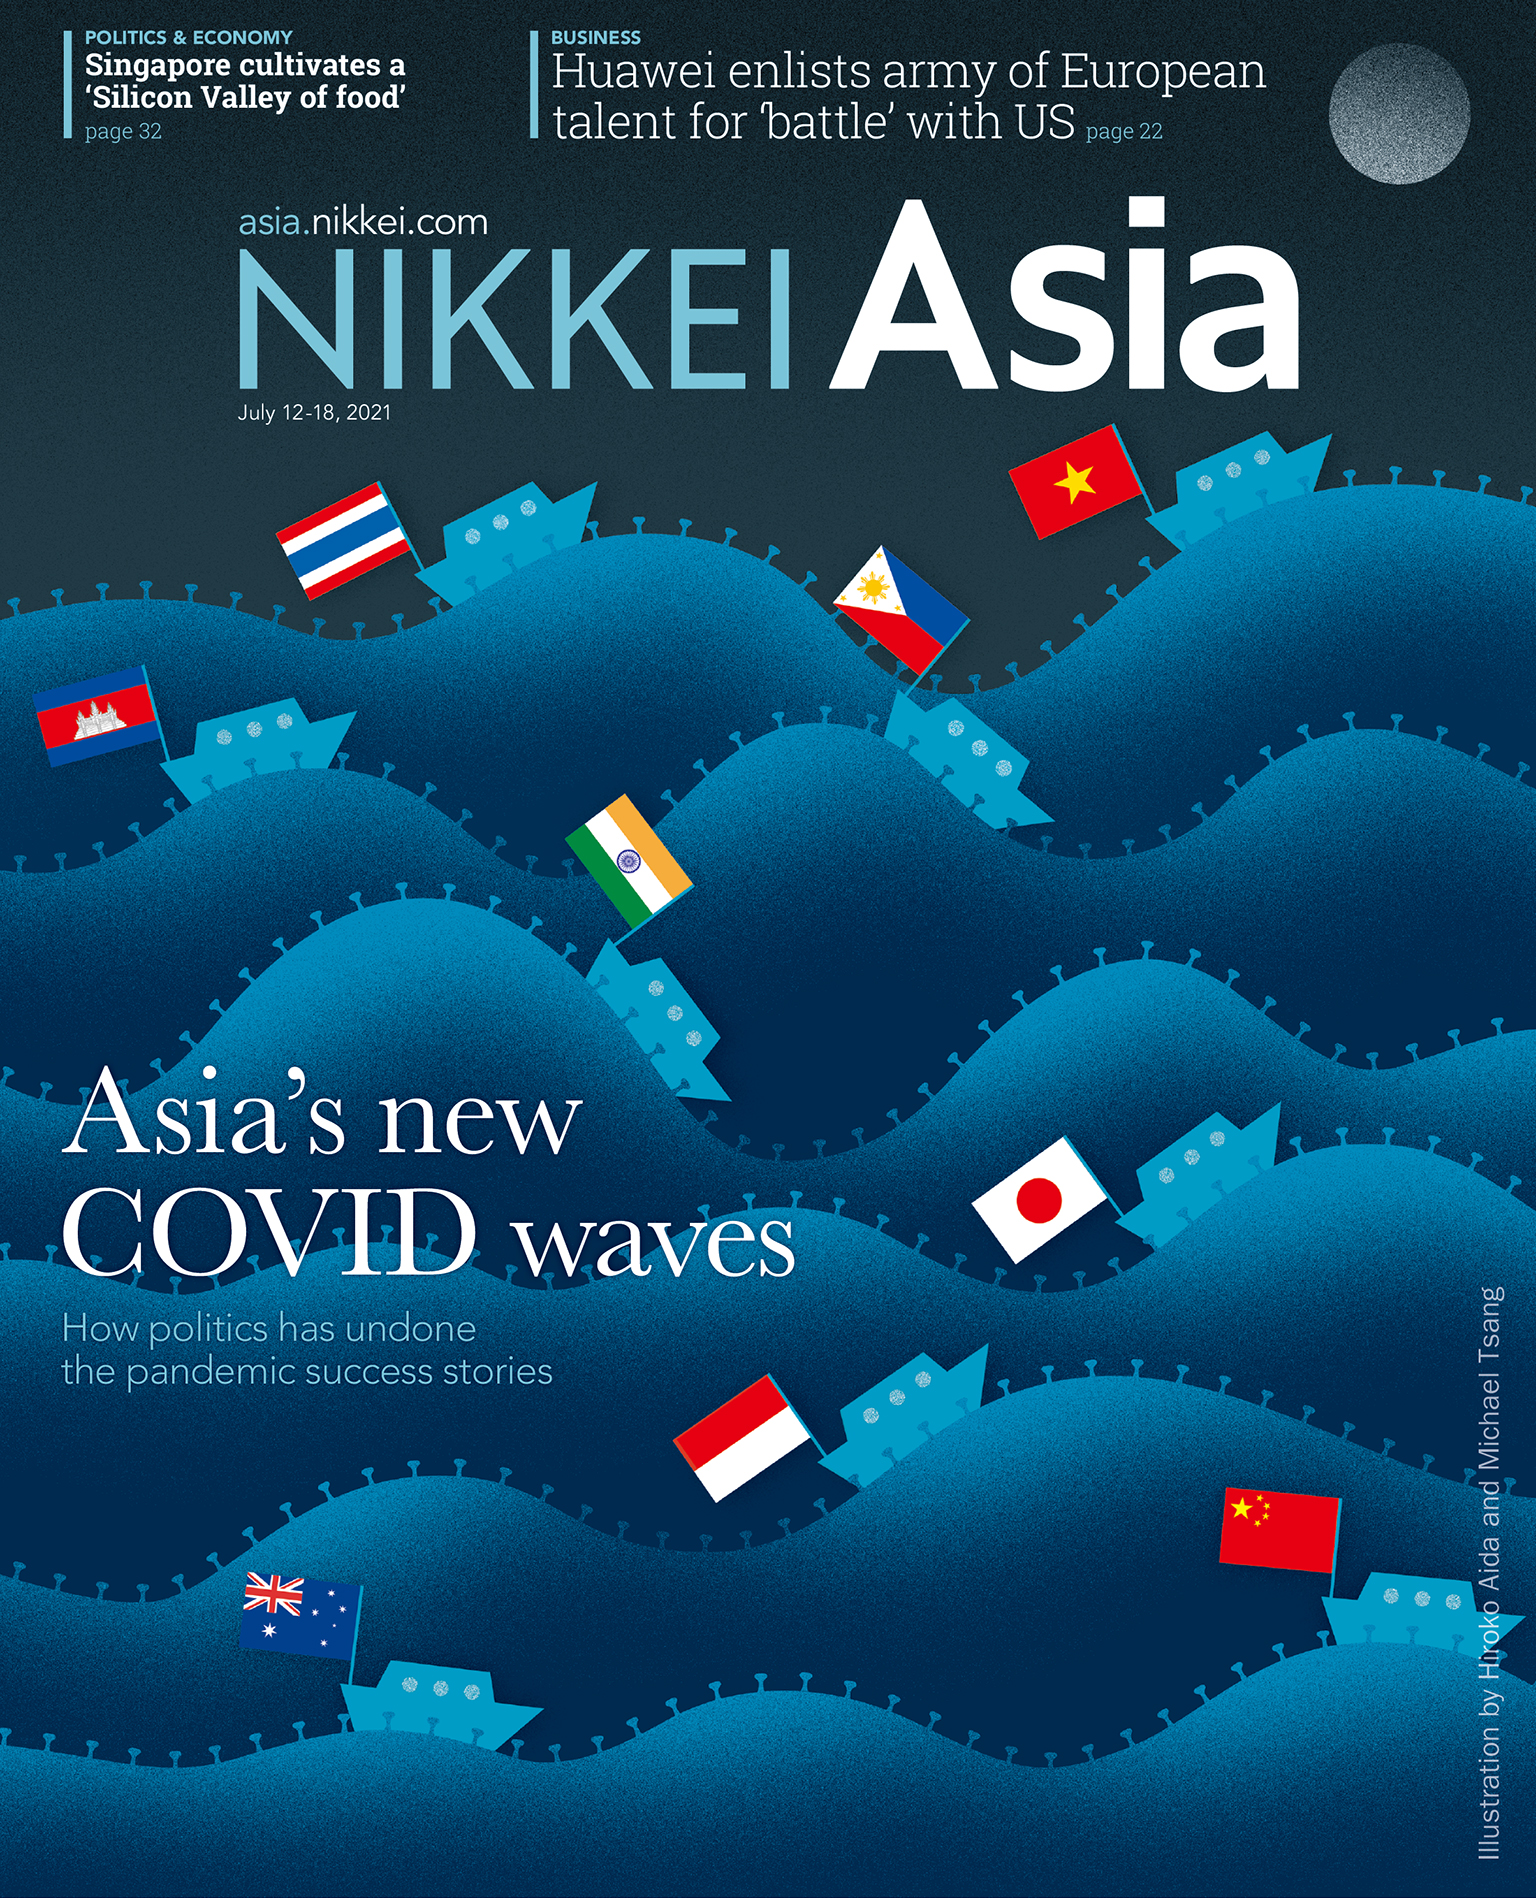 POLITICS & ECONOMY
Singapore cultivates a
‘Silicon Valley of food’
page 32
BUSINESS
Huawei enlists army of European
talent for ‘battle’ with US page 22
asia.nikkei.com
NIKKEI Asia
July 12-18, 2021
Asia’s new
COVID waves
How politics has undone
the pandemic success stories
Illustration by Hiroko Aida and Michael Tsang